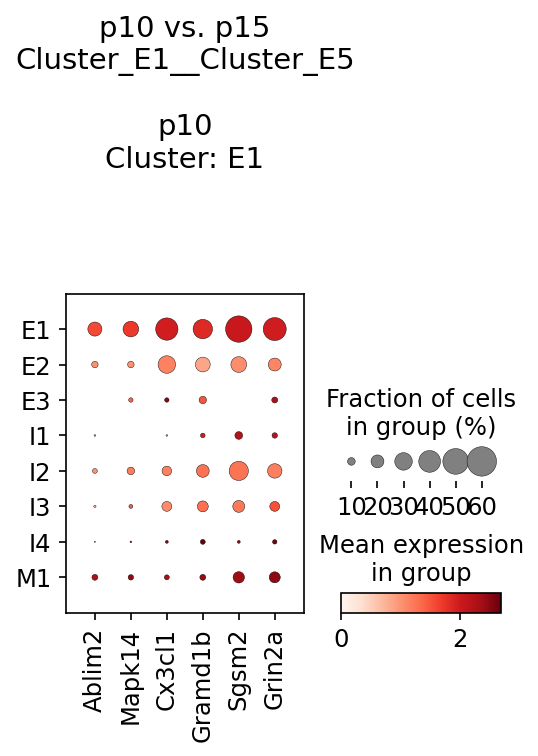 p10 vs. p15
Cluster_E1__Cluster_E5
p10
Cluster: E1
E1
E2
E3
I1
I2
I3
I4
M1
Ablim2
Mapk14
Cx3cl1
Gramd1b
Sgsm2
Grin2a
Fraction of cells
in group (%)
10 20 30 40 50 60
Mean expression
in group
0 2